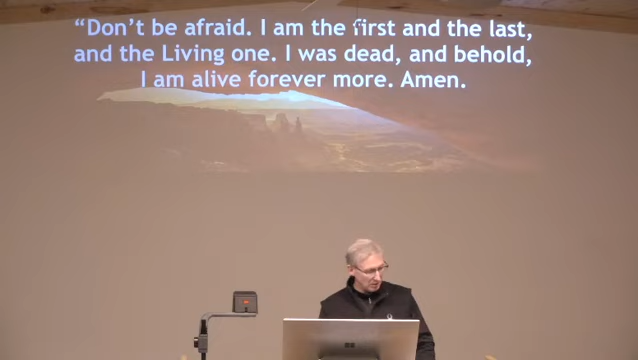 “Don’t be afraid. I am the first and the last,
and the Living one. I was dead, and behold,
I am alive forever more. Amen.